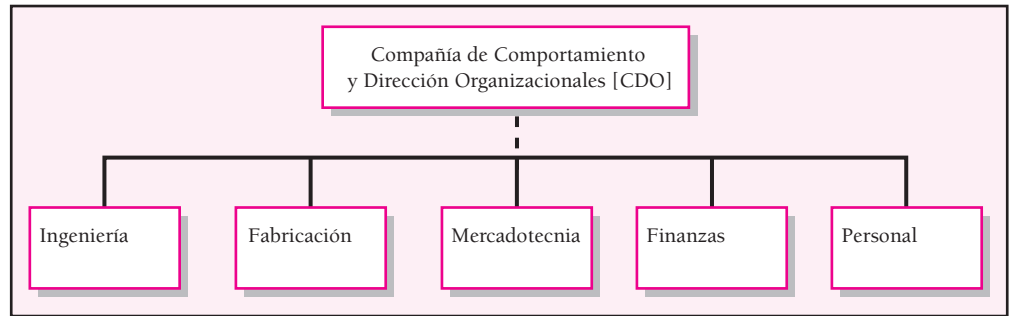 Compañía de Comportamiento
y Dirección Organizacionales [CDO]
Ingeniería
Fabricación
Mercadotecnia
Finanzas
Personal